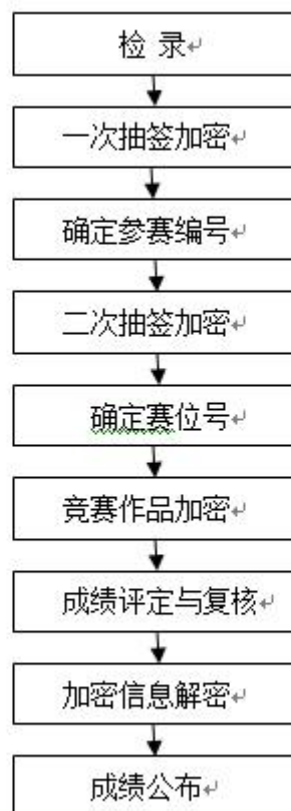 检 录
一次抽签加密
确定参赛编号
二次抽签加密
确定赛位号
竞赛作品加密
成绩评定与复核
加密信息解密
成绩公布